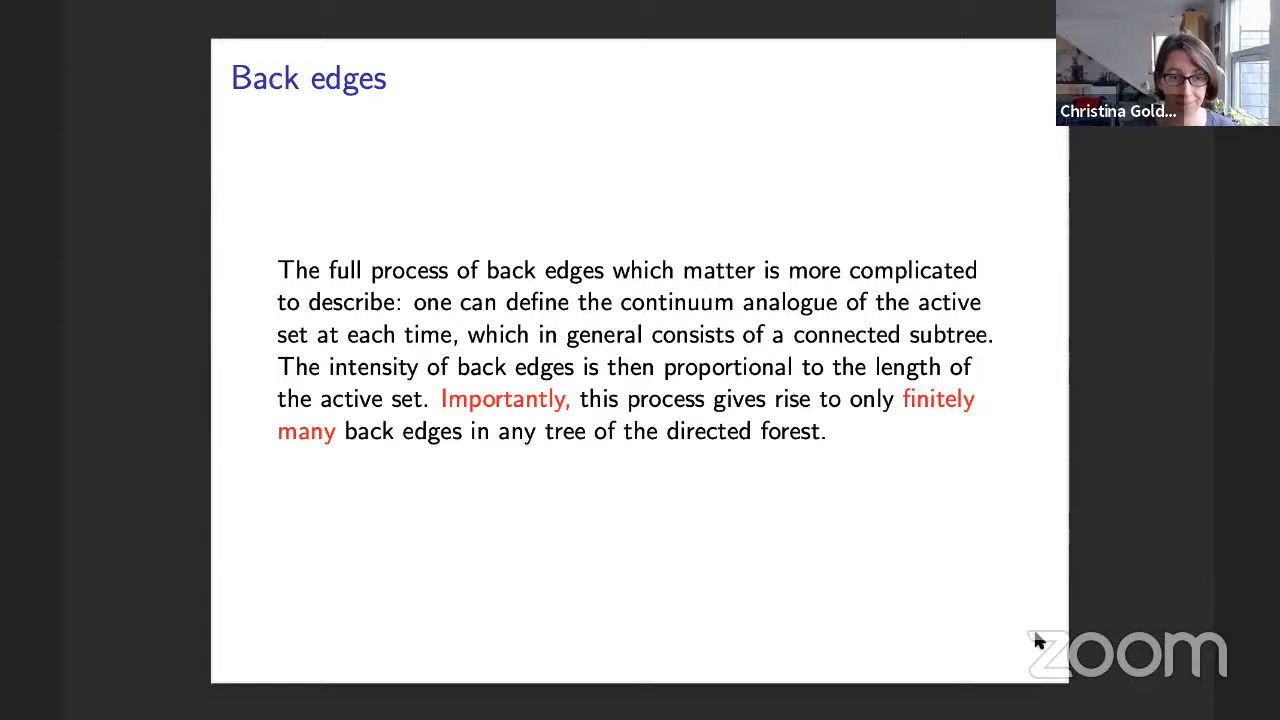 Back edges
Christina Gold...
The full process of back edges which matter is more complicated
to describe: one can define the continuum analogue of the active
set at each time, which in general consists of a connected subtree.
The intensity of back edges is then proportional to the length of
the active set. Importantly, this process gives rise to only finitely
many back edges in any tree of the directed forest.
zoom